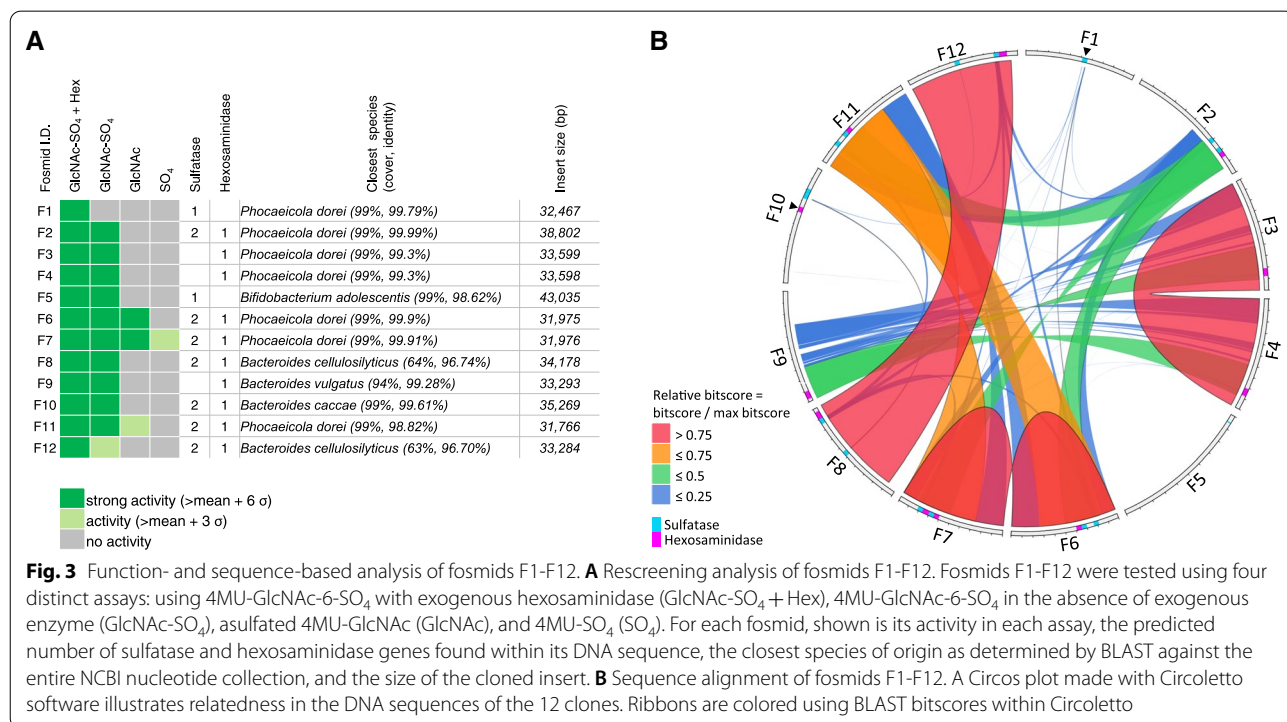 A
Fosmid I.D.
GlcNAc-SO4 + Hex
GlcNAc-SO4
GlcNAc
SO4
Sulfatase
Hexosaminidase
Closest species
(cover, identity)
Insert size (bp)
F1 1 Phocaeicola dorei (99%, 99.79%) 32,467
F2 2 1 Phocaeicola dorei (99%, 99.99%) 38,802
F3 1 Phocaeicola dorei (99%, 99.3%) 33,599
F4 1 Phocaeicola dorei (99%, 99.3%) 33,598
F5 1 Bifidobacterium adolescentis (99%, 98.62%) 43,035
F6 2 1 Phocaeicola dorei (99%, 99.9%) 31,975
F7 2 1 Phocaeicola dorei (99%, 99.91%) 31,976
F8 2 1 Bacteroides cellulosilyticus (64%, 96.74%) 34,178
F9 1 Bacteroides vulgatus (94%, 99.28%) 33,293
F10 2 1 Bacteroides caccae (99%, 99.61%) 35,269
F11 2 1 Phocaeicola dorei (99%, 98.82%) 31,766
F12 2 1 Bacteroides cellulosilyticus (63%, 96.70%) 33,284
strong activity (>mean + 6 σ)
activity (>mean + 3 σ)
no activity
B
F1
F2
F3
F4
F5
F6
F7
F8
F9
F10
F11
F12
Relative bitscore =
bitscore / max bitscore
> 0.75
≤ 0.75
≤ 0.5
≤ 0.25
Sulfatase
Hexosaminidase
Fig. 3 Function- and sequence-based analysis of fosmids F1-F12. A Rescreening analysis of fosmids F1-F12. Fosmids F1-F12 were tested using four
distinct assays: using 4MU-GlcNAc-6-SO4 with exogenous hexosaminidase (GlcNAc-SO4 + Hex), 4MU-GlcNAc-6-SO4 in the absence of exogenous
enzyme (GlcNAc-SO4), asulfated 4MU-GlcNAc (GlcNAc), and 4MU-SO4 (SO4). For each fosmid, shown is its activity in each assay, the predicted
number of sulfatase and hexosaminidase genes found within its DNA sequence, the closest species of origin as determined by BLAST against the
entire NCBI nucleotide collection, and the size of the cloned insert. B Sequence alignment of fosmids F1-F12. A Circos plot made with Circoletto
software illustrates relatedness in the DNA sequences of the 12 clones. Ribbons are colored using BLAST bitscores within Circoletto